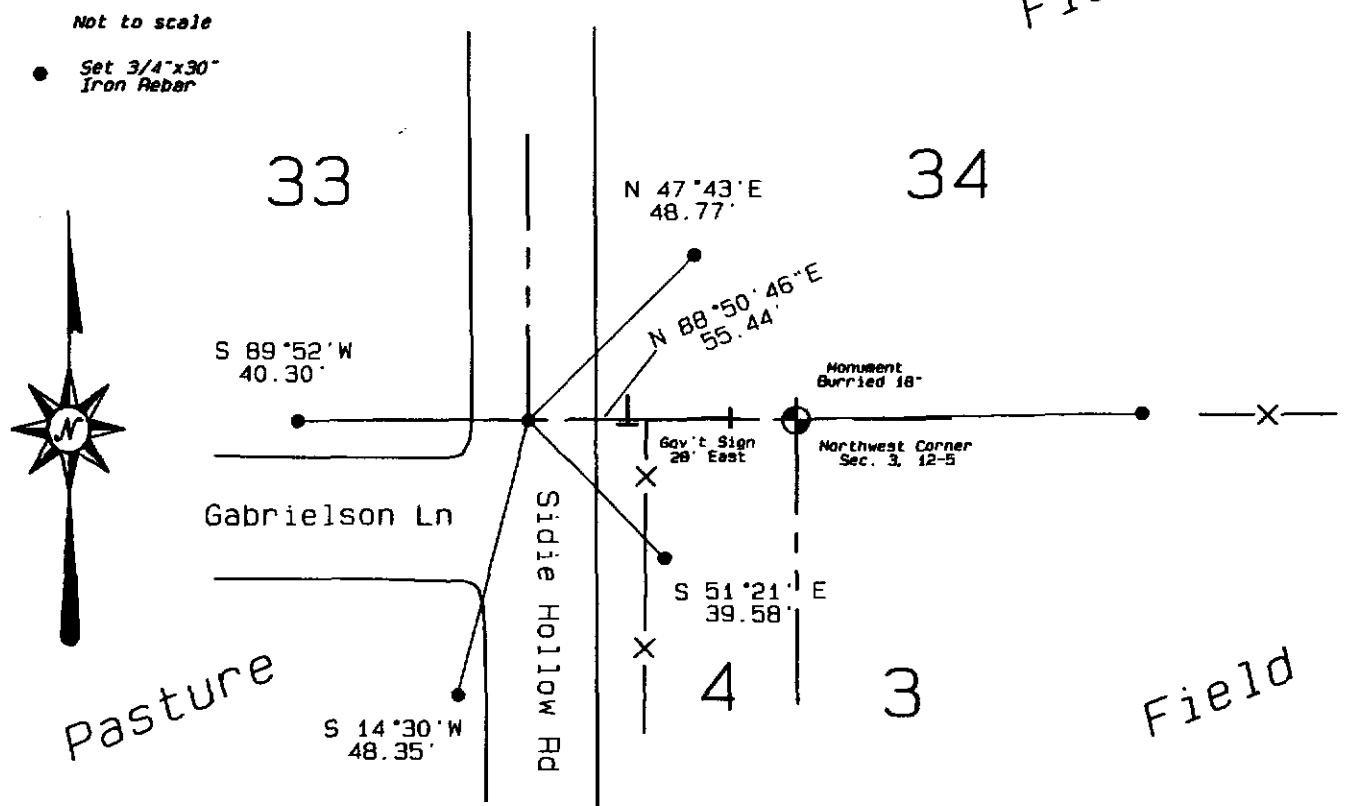 Not to scale
Set 3/4"x30"
Iron Rebar
33
34
N 47°43'E
48.77'
N 88°50'46"E
55.44'
S 89°52'W
40.30'
Monument
Burried 18"
N
Gov't Sign
28' East
Northwest Corner
Sec. 3, 12-5
Gabrielson Ln
Sidie Hollow Rd
S 51°21' E
39.58'
4
3
Pasture
Field
S 14°30'W
48.35'